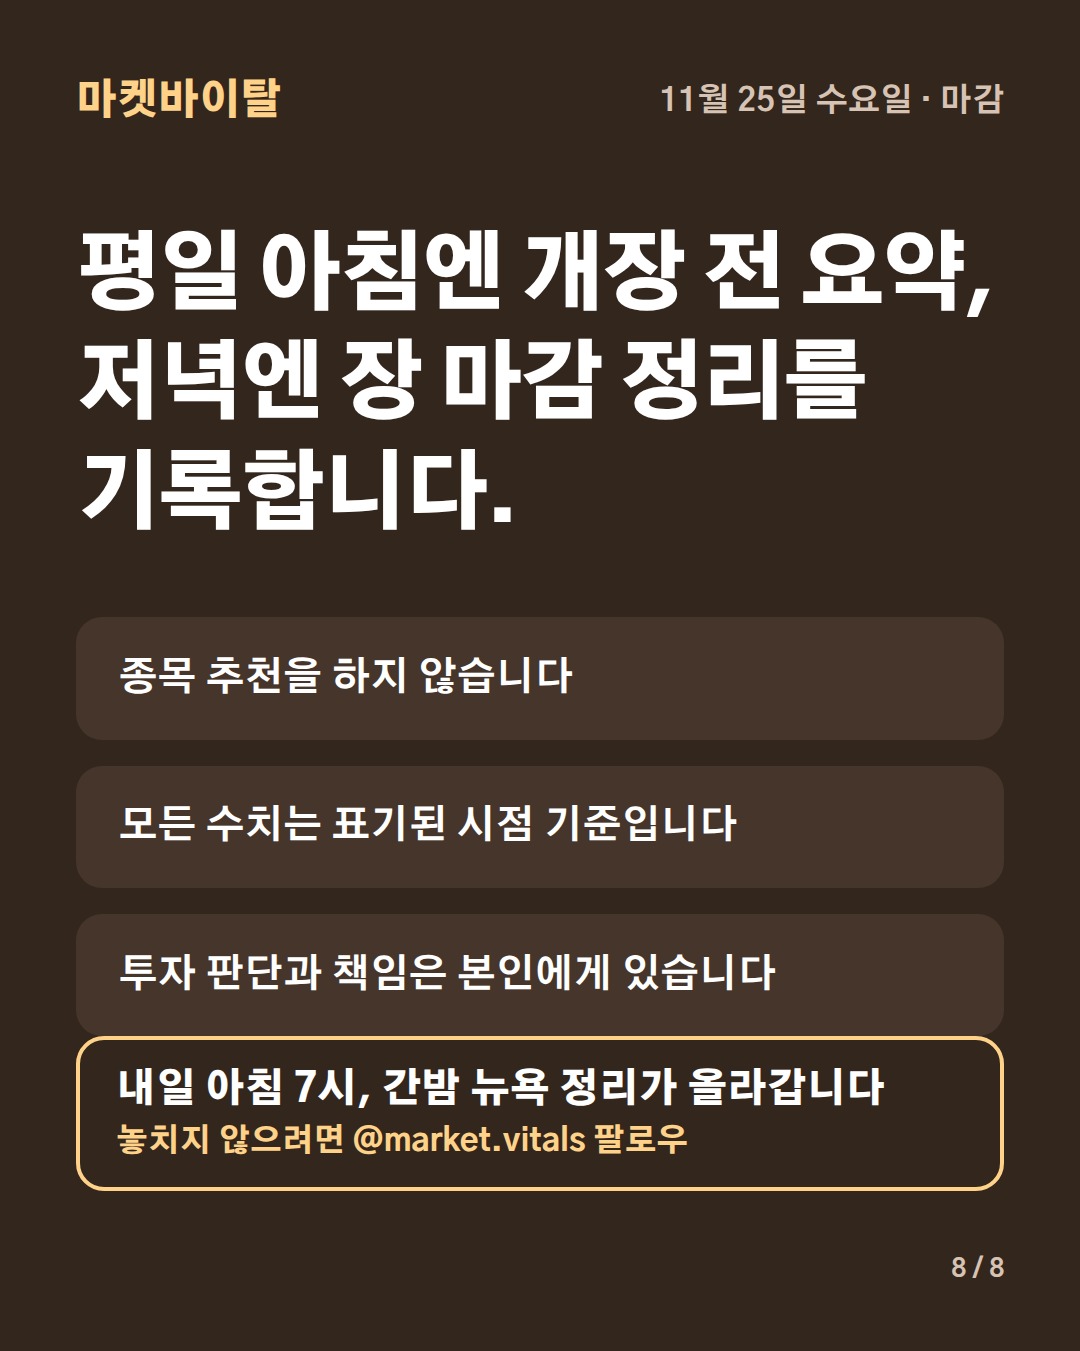 마켓바이탈
11월 25일 수요일 · 마감
평일 아침엔 개장 전 요약,
저녁엔 장 마감 정리를
기록합니다.
종목 추천을 하지 않습니다
모든 수치는 표기된 시점 기준입니다
투자 판단과 책임은 본인에게 있습니다
내일 아침 7시, 간밤 뉴욕 정리가 올라갑니다
놓치지 않으려면 @market.vitals 팔로우
8 / 8